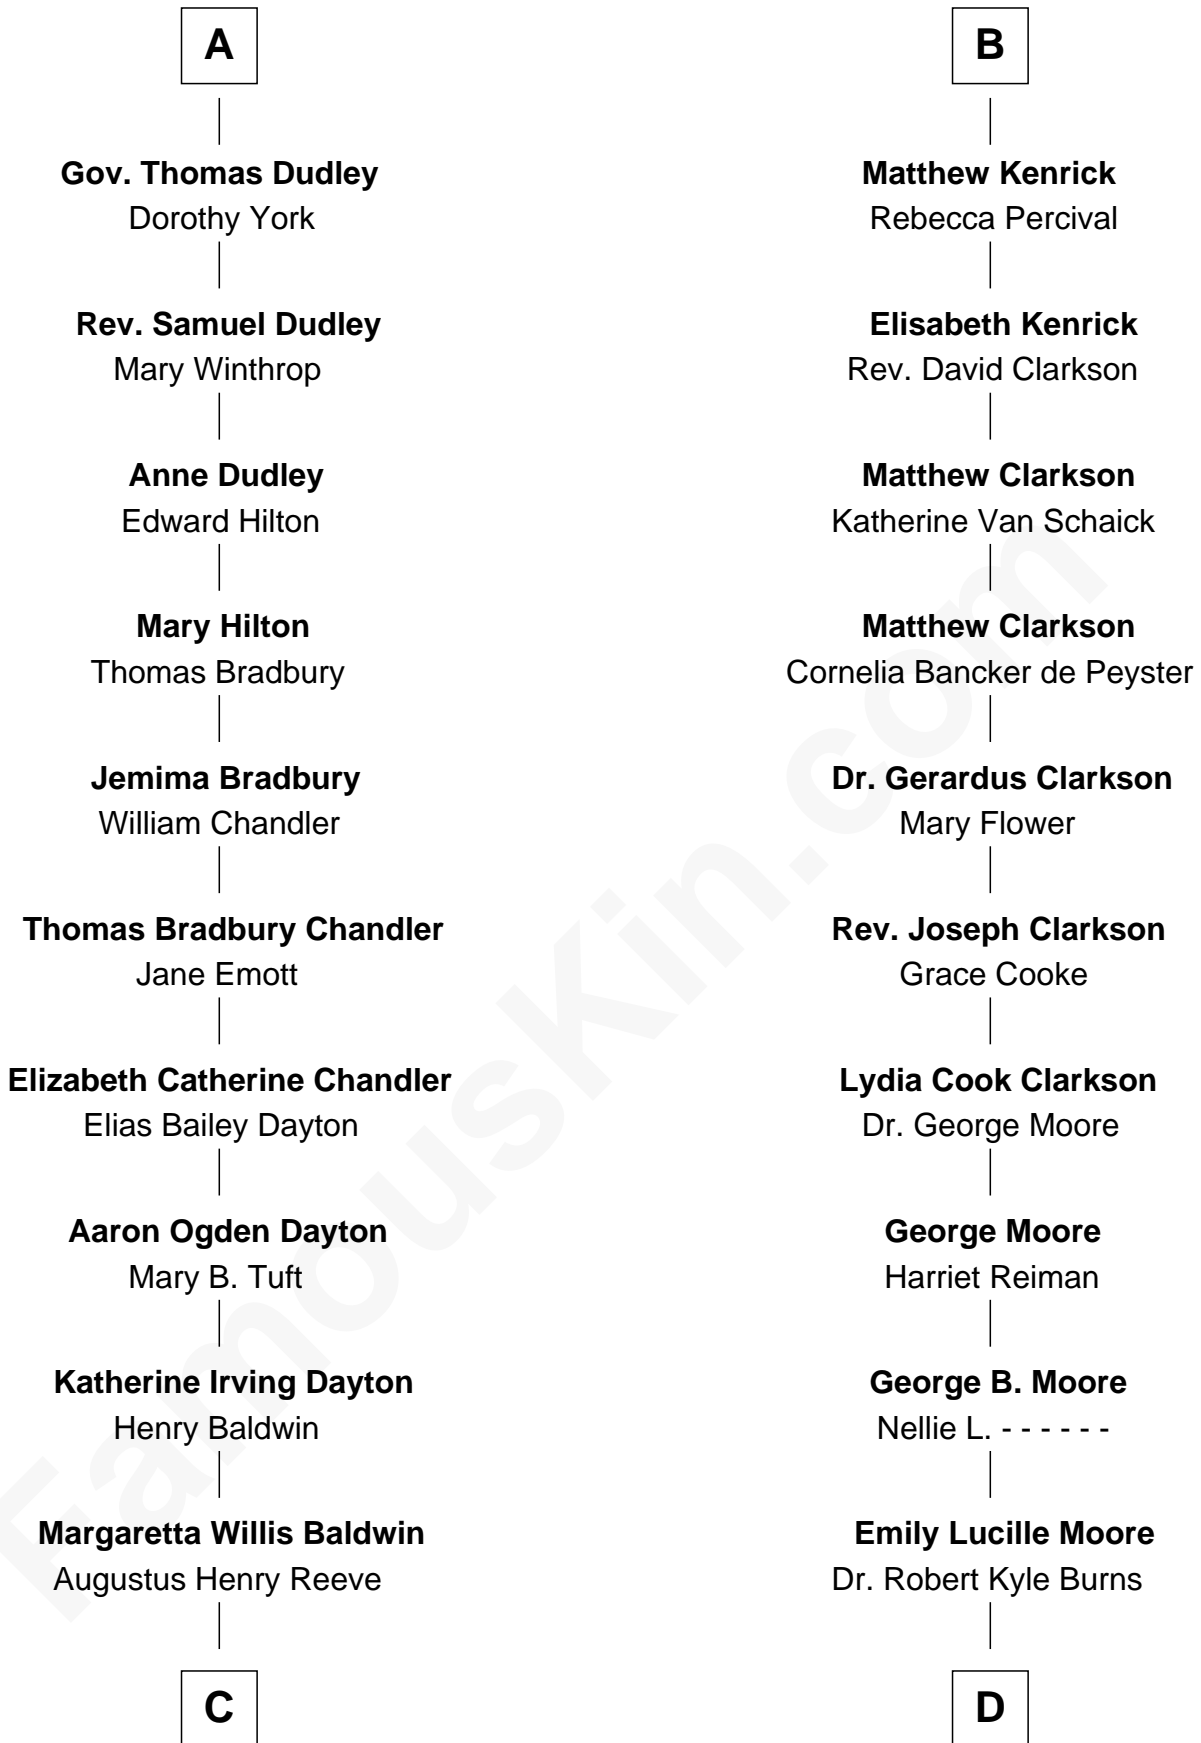 A
Gov. Thomas Dudley
Dorothy York
Rev. Samuel Dudley
Mary Winthrop
Anne Dudley
Edward Hilton
Mary Hilton
Thomas Bradbury
Jemima Bradbury
William Chandler
Thomas Bradbury Chandler
Jane Emott
Elizabeth Catherine Chandler
Elias Bailey Dayton
Aaron Ogden Dayton
Mary B. Tuft
Katherine Irving Dayton
Henry Baldwin
Margaretta Willis Baldwin
Augustus Henry Reeve
C
B
Matthew Kenrick
Rebecca Percival
Elisabeth Kenrick
Rev. David Clarkson
Matthew Clarkson
Katherine Van Schaick
Matthew Clarkson
Cornelia Bancker de Peyster
Dr. Gerardus Clarkson
Mary Flower
Rev. Joseph Clarkson
Grace Cooke
Lydia Cook Clarkson
Dr. George Moore
George Moore
Harriet Reiman
George B. Moore
Nellie L. - - - - - -
Emily Lucille Moore
Dr. Robert Kyle Burns
D
FamousKin.com